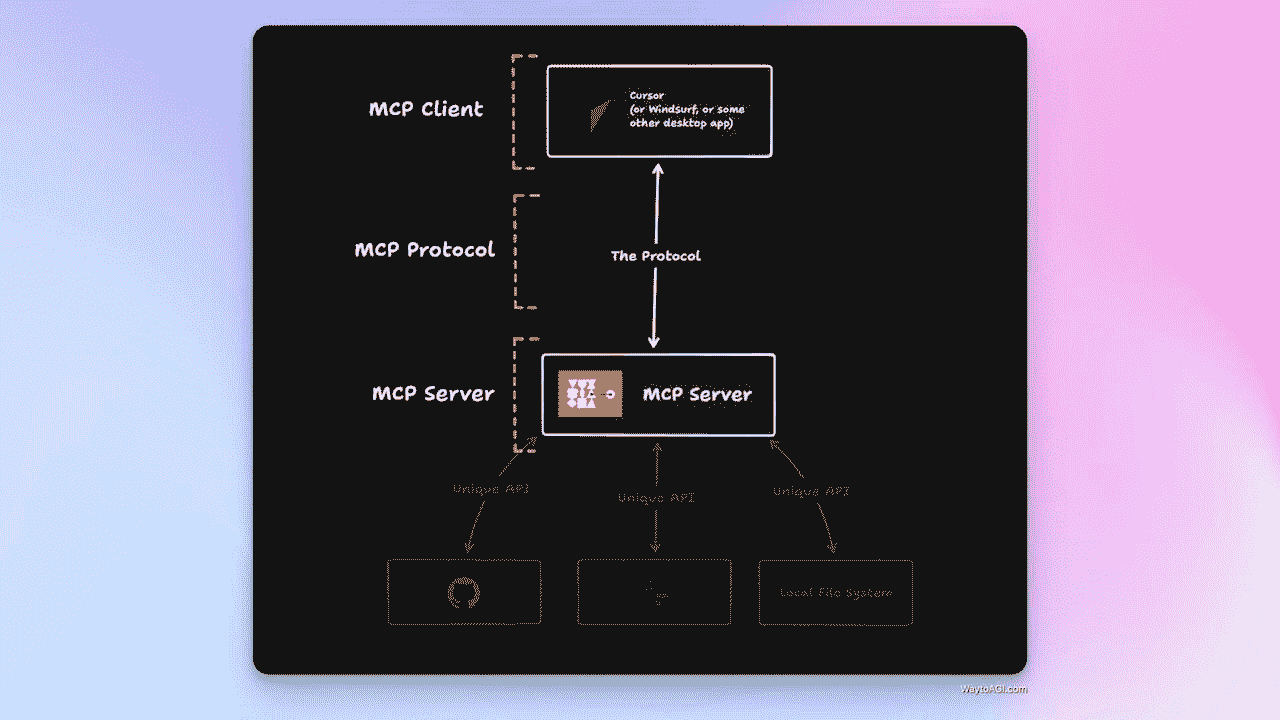 MCP Client
Cursor
(or Windsurf, or some
other desktop app)
MCP Protocol
The Protocol
MCP Server
MCP Server
Unique API
Unique API
Unique API
Local File System
WaytoAGI.com